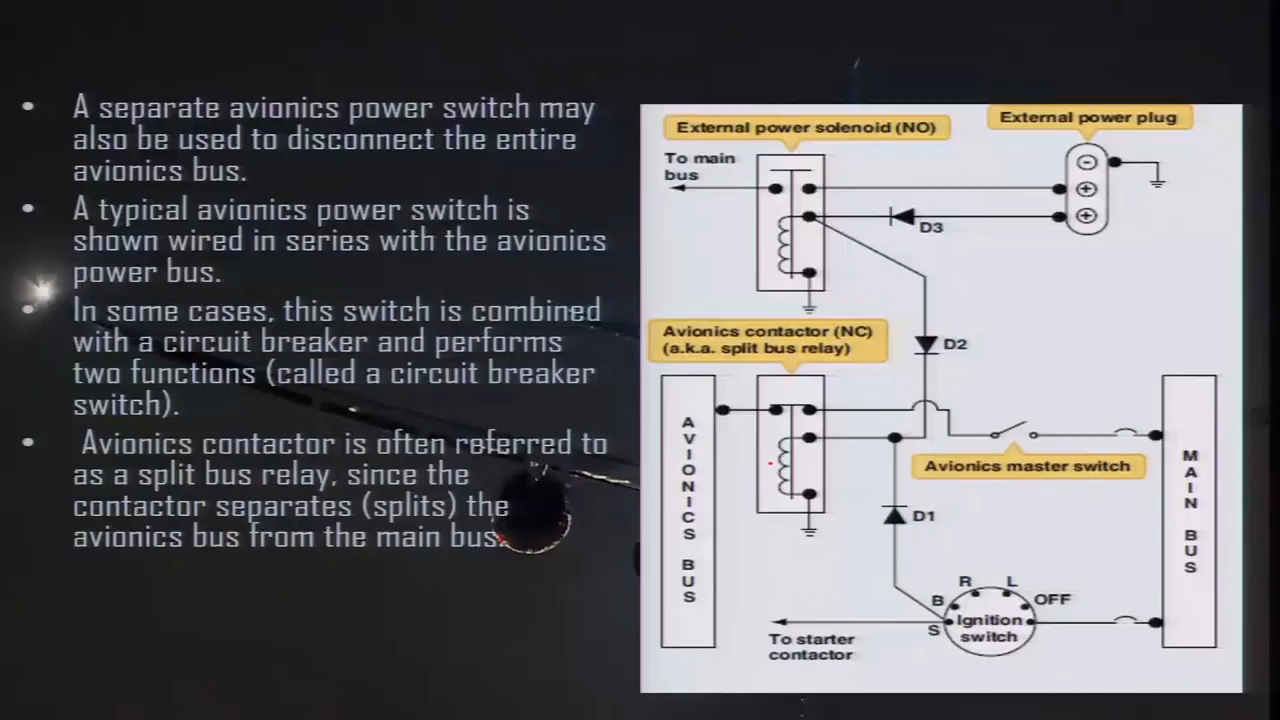 • A separate avionics power switch may
also be used to disconnect the entire
avionics bus.
• A typical avionics power switch is
shown wired in series with the avionics
power bus.
• In some cases, this switch is combined
with a circuit breaker and performs
two functions (called a circuit breaker
switch).
• Avionics contactor is often referred to
as a split bus relay, since the
contactor separates (splits) the
avionics bus from the main bus.
External power solenoid (NO)
External power plug
To main
bus
D3
D2
Avionics contactor (NC)
(a.k.a. split bus relay)
AVIONICS BUS
Avionics master switch
MAIN BUS
D1
R
L
B
OFF
S
Ignition
switch
To starter
contactor